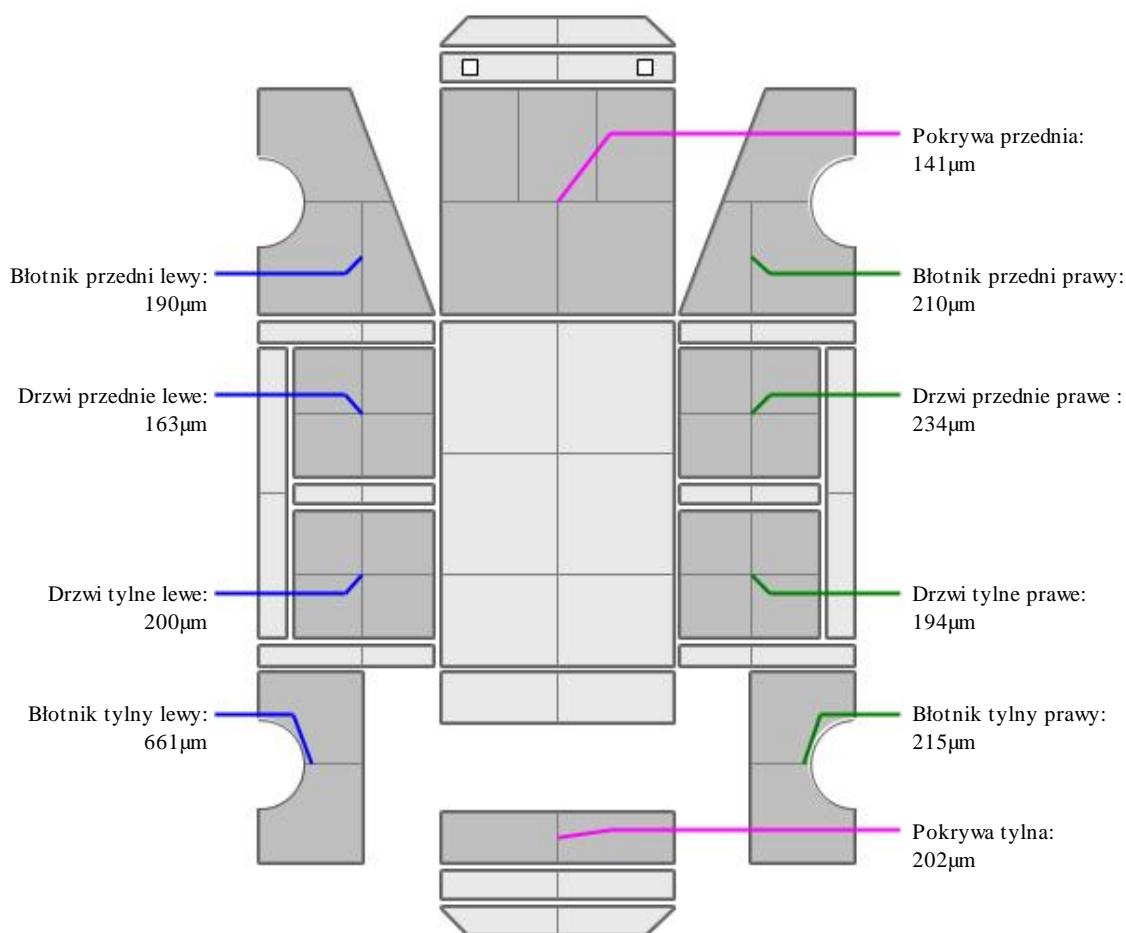 Pokrywa przednia:
141μm
Błotnik przedni lewy:
190μm
Błotnik przedni prawy:
210μm
Drzwi przednie lewe:
163μm
Drzwi przednie prawe :
234μm
Drzwi tylne lewe:
200μm
Drzwi tylne prawe:
194μm
Błotnik tylny lewy:
661μm
Błotnik tylny prawy:
215μm
Pokrywa tylna:
202μm